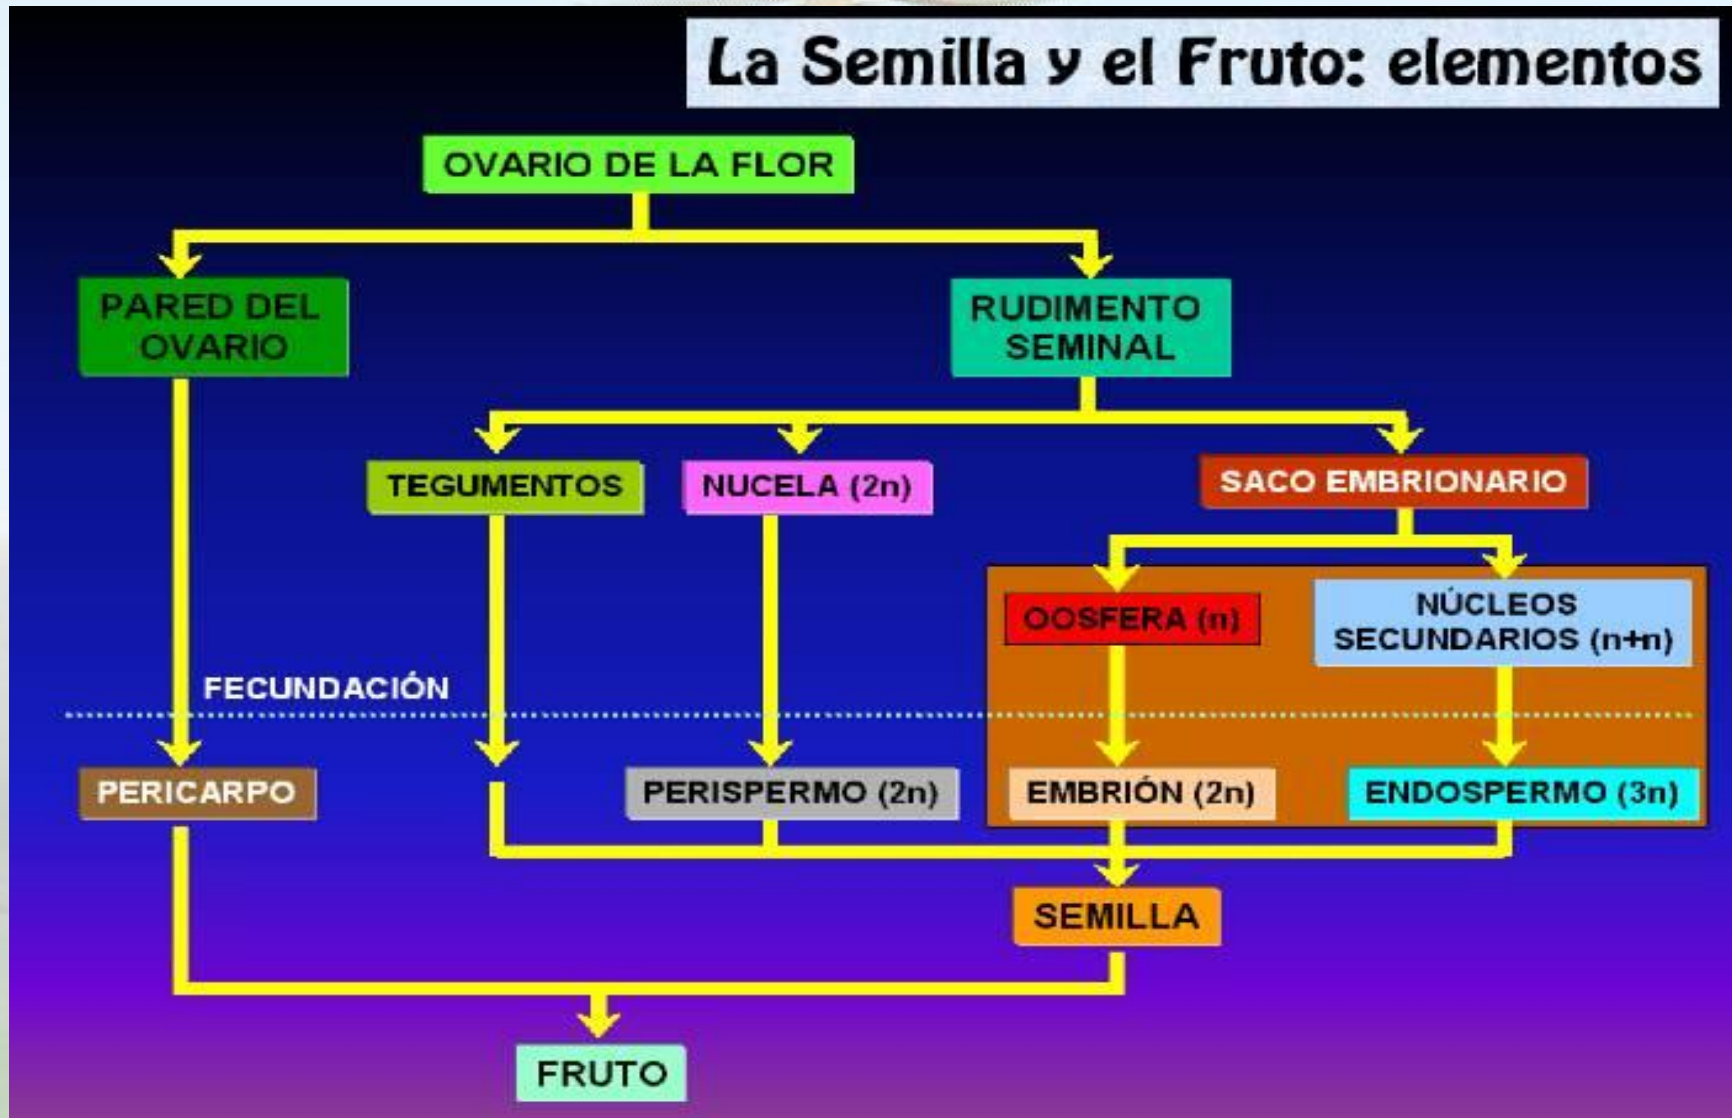 La Semilla y el Fruto: elementos
OVARIO DE LA FLOR
PARED DEL
OVARIO
RUDIMENTO
SEMINAL
TEGUMENTOS
NUCELA (2n)
SACO EMBRIONARIO
OOSFERA (n)
NÚCLEOS
SECUNDARIOS (n+n)
FECUNDACIÓN
PERICARPO
PERISPERMO (2n)
EMBRIÓN (2n)
ENDOSPERMO (3n)
SEMILLA
FRUTO